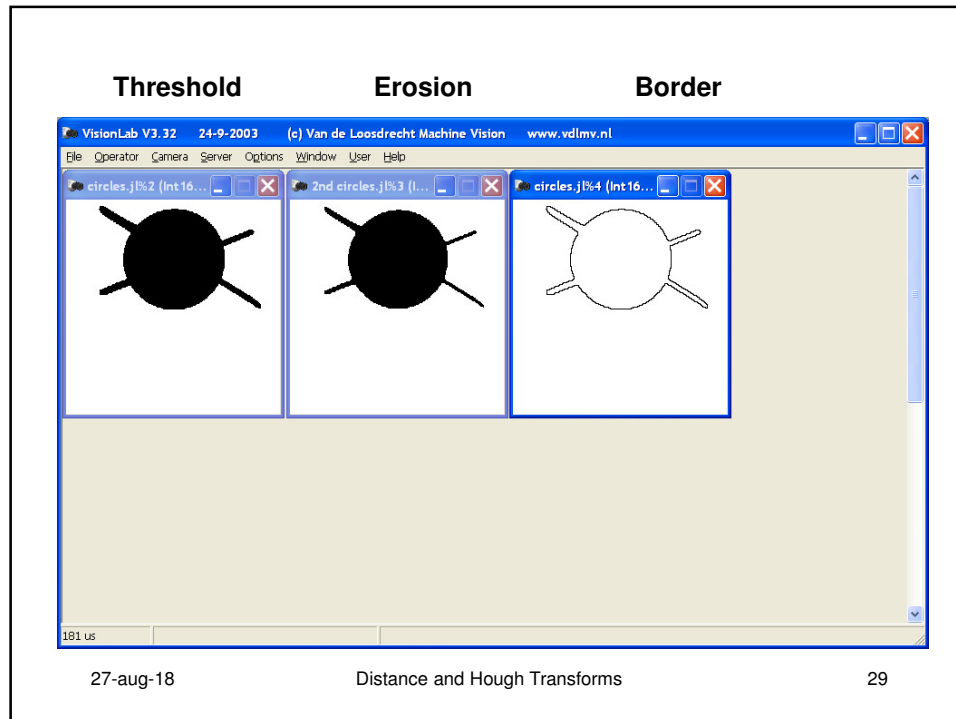 Threshold Erosion Border
VisionLab V3.32 24-9-2003 (c) Van de Loosdrecht Machine Vision www.vdlmv.nl
File Operator Camera Server Options Window User Help
circles.jl%2 (Int16... 2nd circles.jl%3 (I... circles.jl%4 (Int16...
181 us
27-aug-18 Distance and Hough Transforms 29